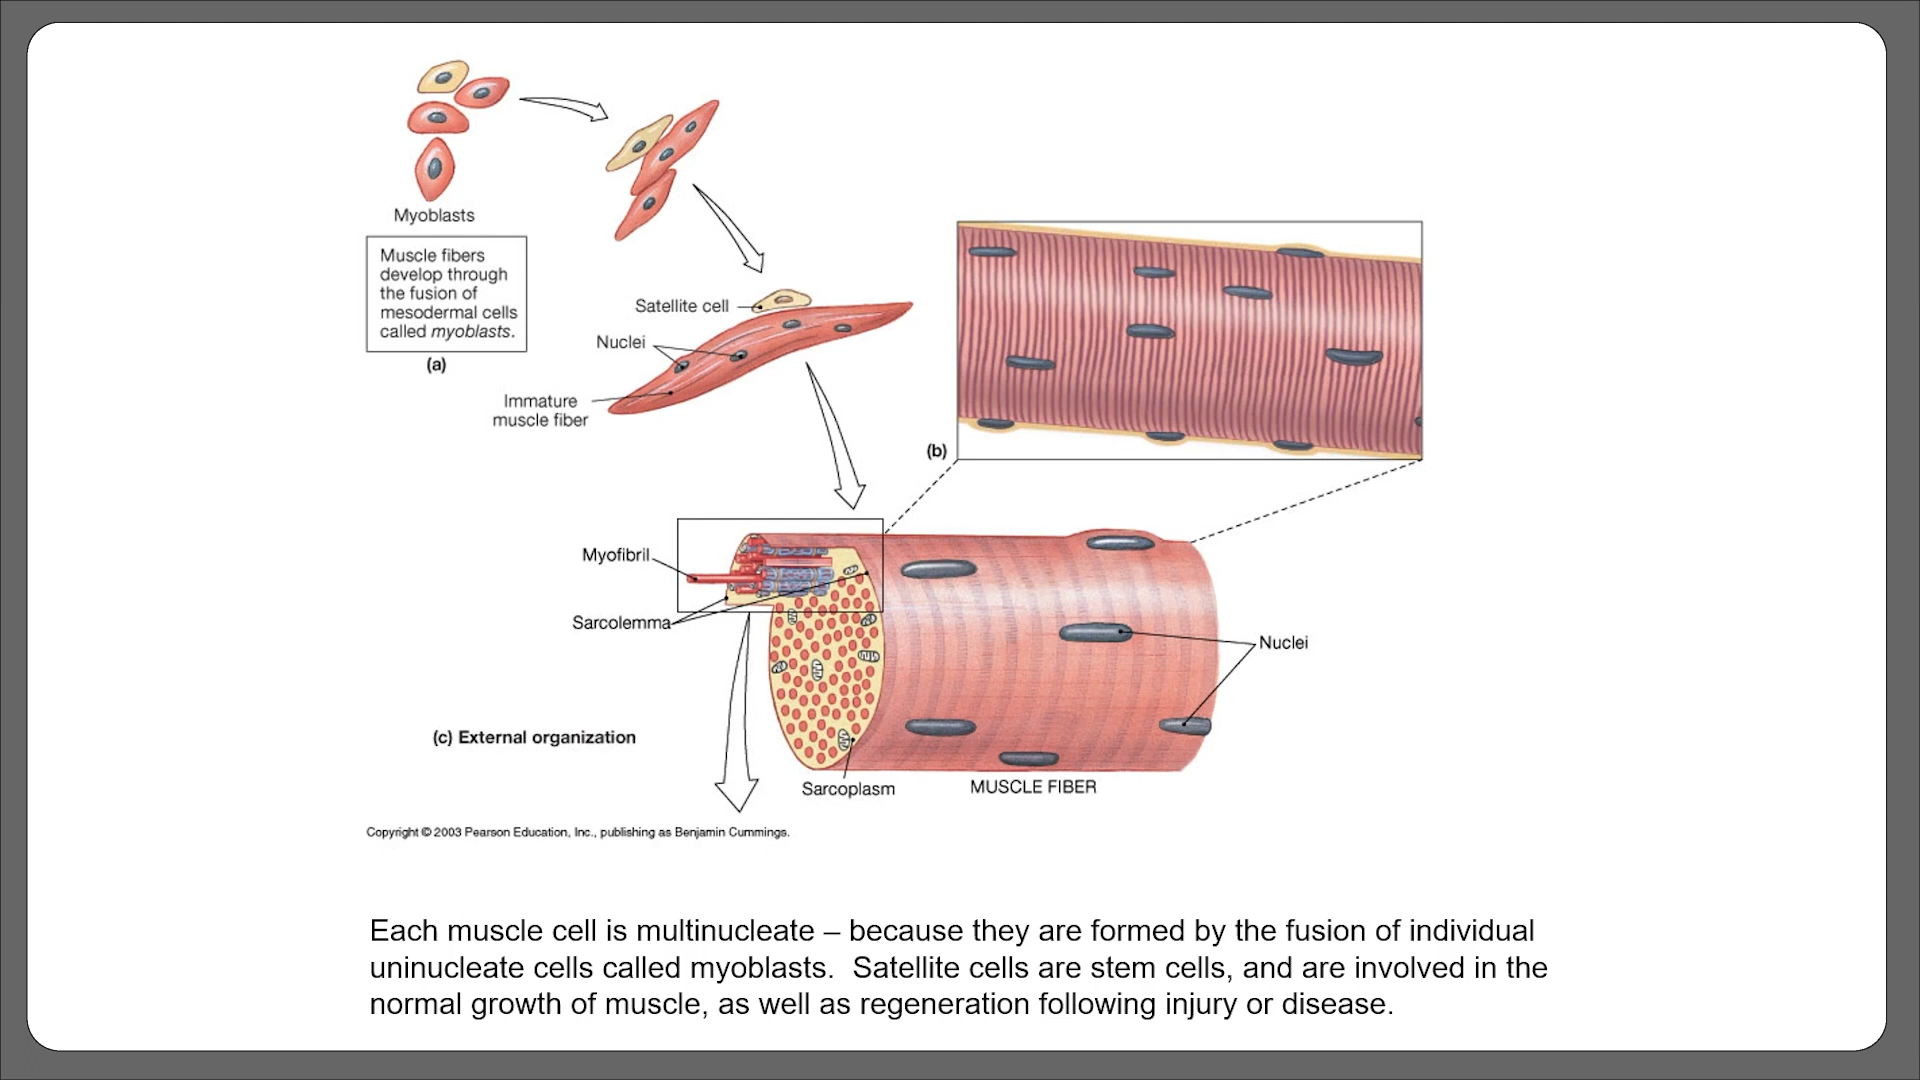 Myoblasts
Muscle fibers
develop through
the fusion of
mesodermal cells
called myoblasts.
(a)
Satellite cell
Nuclei
Immature
muscle fiber
(b)
Myofibril
Sarcolemma
Nuclei
(c) External organization
Sarcoplasm
MUSCLE FIBER
Copyright © 2003 Pearson Education, Inc., publishing as Benjamin Cummings.
Each muscle cell is multinucleate – because they are formed by the fusion of individual
uninucleate cells called myoblasts.  Satellite cells are stem cells, and are involved in the
normal growth of muscle, as well as regeneration following injury or disease.